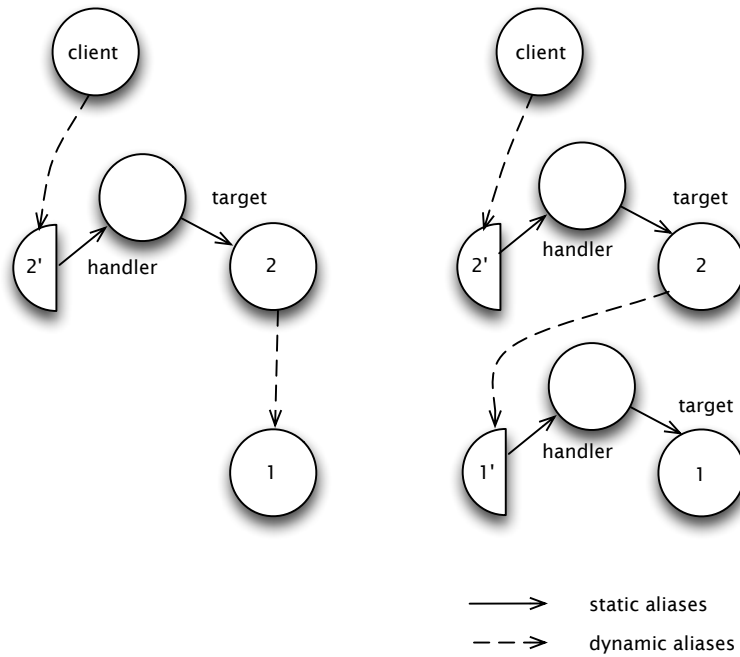 client
target
2'
handler
2
1
client
target
2'
handler
2
target
handler
1'
1
static aliases
dynamic aliases